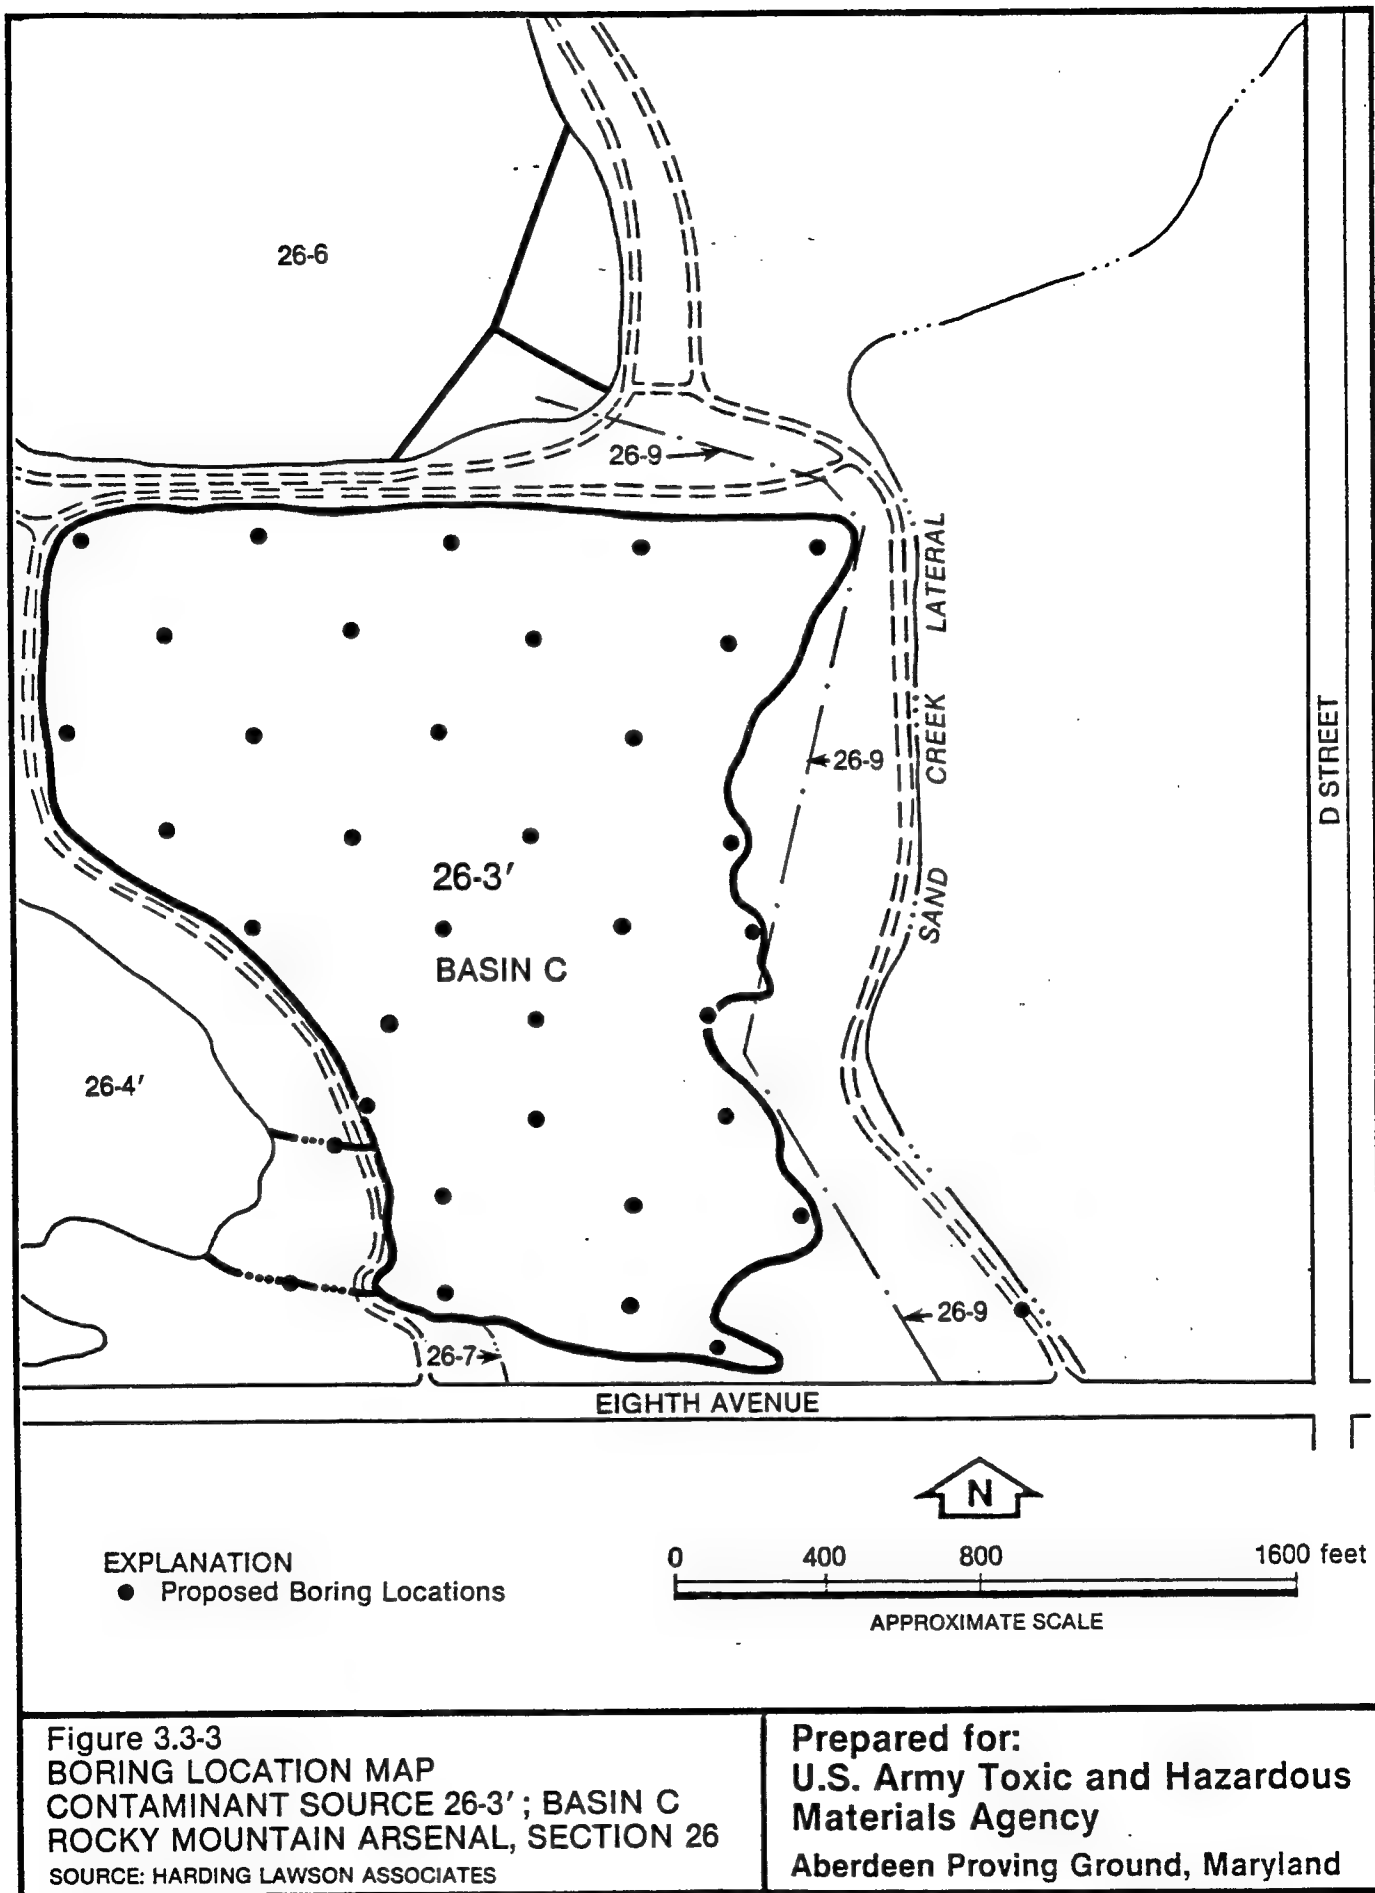 26-6
26-9
LATERAL
CREEK
SAND
D STREET
26-9
26-3'
BASIN C
26-4'
26-9
26-7
EIGHTH AVENUE
N
EXPLANATION
Proposed Boring Locations
0 400 800 1600 feet
APPROXIMATE SCALE
Figure 3.3-3
BORING LOCATION MAP
CONTAMINANT SOURCE 26-3' ; BASIN C
ROCKY MOUNTAIN ARSENAL, SECTION 26
SOURCE: HARDING LAWSON ASSOCIATES
Prepared for:
U.S. Army Toxic and Hazardous
Materials Agency
Aberdeen Proving Ground, Maryland